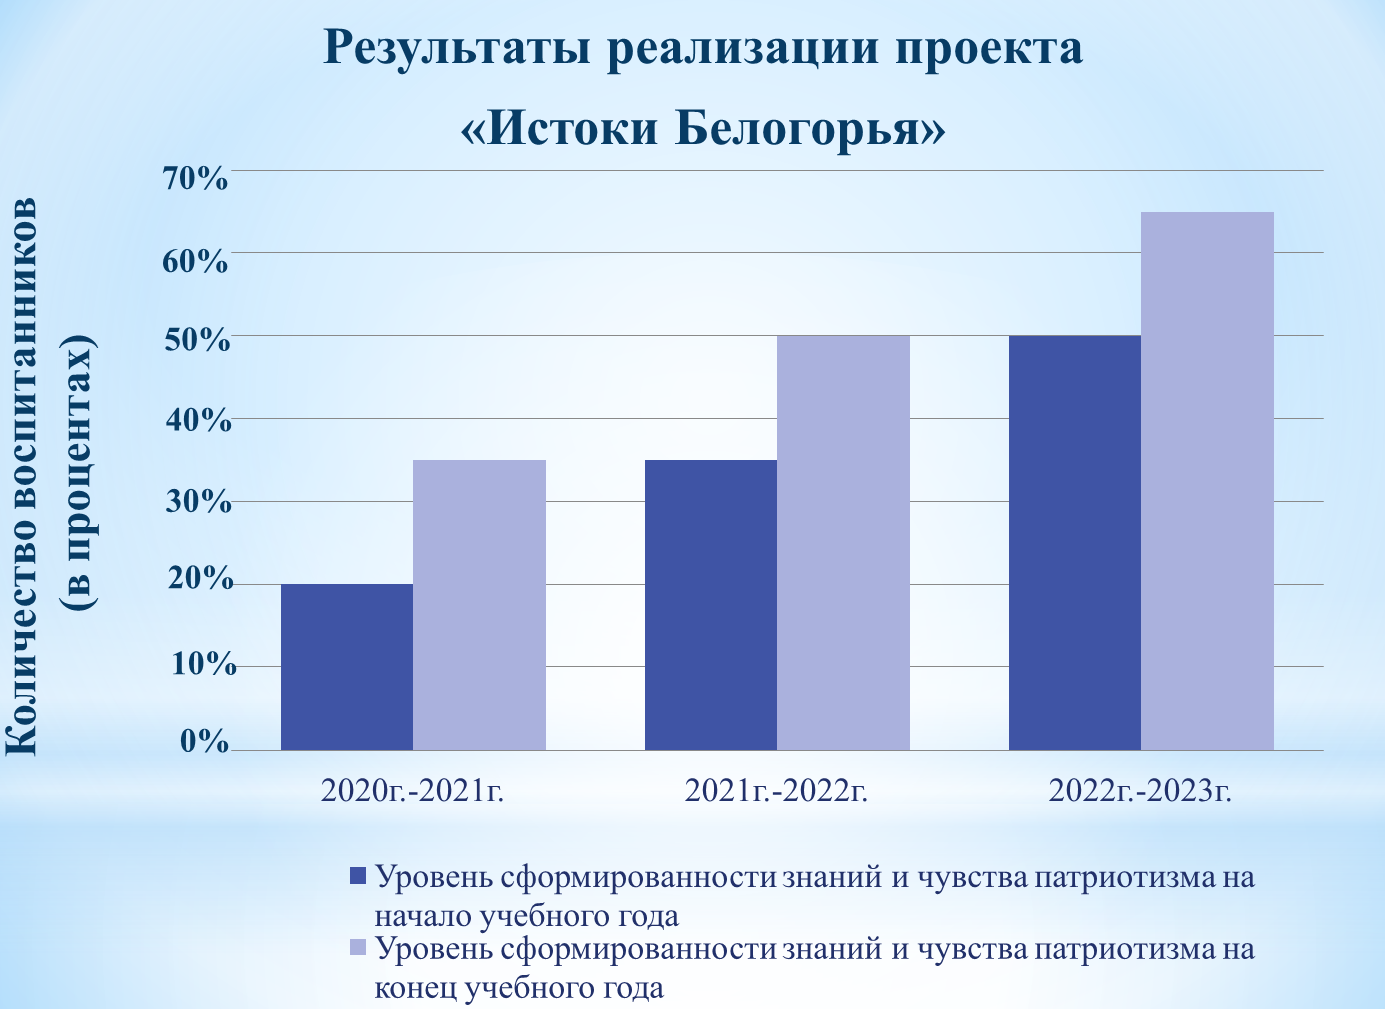 Результаты реализации проекта
«Истоки Белогорья»
Количество воспитанников
(в процентах)
70%
60%
50%
40%
30%
20%
10%
0%
2020г.-2021г.
2021г.-2022г.
2022г.-2023г.
Уровень сформированности знаний и чувства патриотизма на
начало учебного года
Уровень сформированности знаний и чувства патриотизма на
конец учебного года